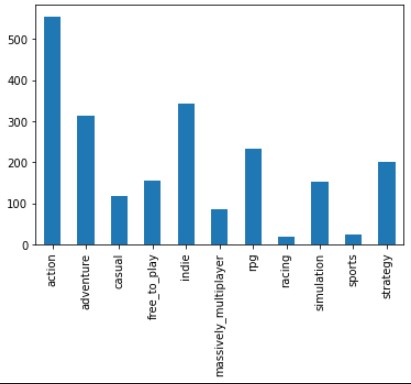 500
400
300
200
100
0
action
adventure
casual
free_to_play
indie
massively_multiplayer
rpg
racing
simulation
sports
strategy